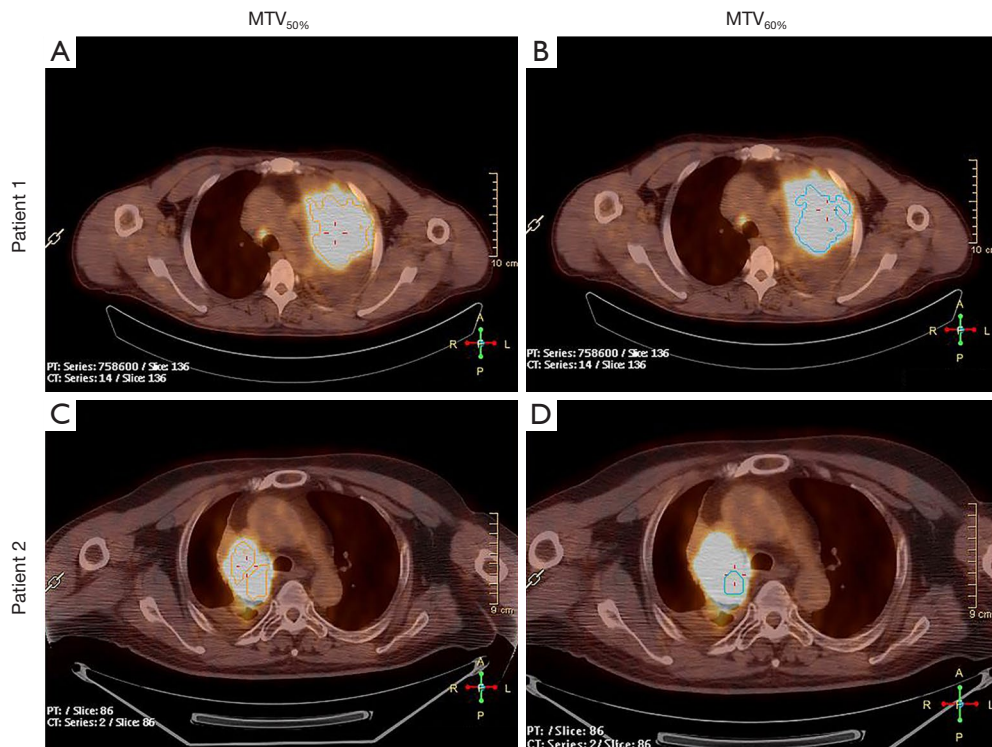 MTV50%
MTV60%
A
B
Patient 1
10 cm
10 cm
A
R L
P
A
R L
P
PT: Series: 758600 / Slice: 136
CT: Series: 14 / Slice: 136
PT: Series: 758600 / Slice: 136
CT: Series: 14 / Slice: 136
C
D
Patient 2
9 cm
9 cm
A
R L
P
A
R P L
P
PT: / Slice: 86
CT: Series: 2 / Slice: 86
PT: / Slice: 86
CT: Series: 2/ Slice: 86